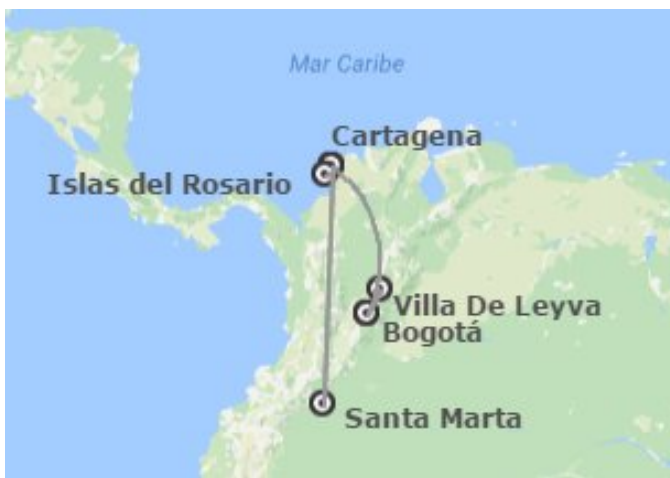 Mar Caribe
Cartagena
Islas del Rosario
Villa De Leyva
Bogotá
Santa Marta